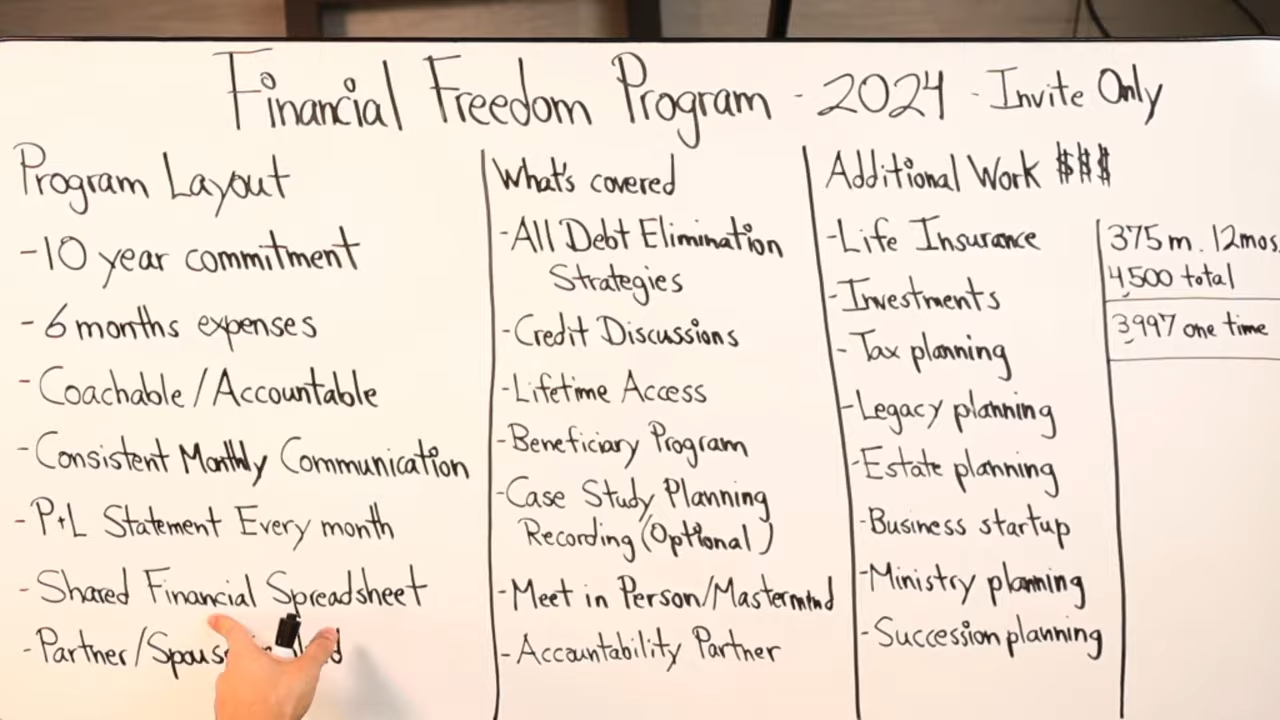 Financial Freedom Program - 2024 - Invite Only
Program Layout
- 10 year commitment
- 6 months expenses
- Coachable / Accountable
- Consistent Monthly Communication
- P+L Statement Every month
- Shared Financial Spreadsheet
- Partner/Spouse
What's covered
- All Debt Elimination
Strategies
- Credit Discussions
- Lifetime Access
- Beneficiary Program
- Case Study Planning
Recording (Optional)
- Meet in Person/Mastermind
- Accountability Partner
Additional Work $$$
- Life Insurance
- Investments
- Tax planning
- Legacy planning
- Estate planning
- Business startup
- Ministry planning
- Succession planning
375 m. 12mos.
4,500 total
3,997 one time